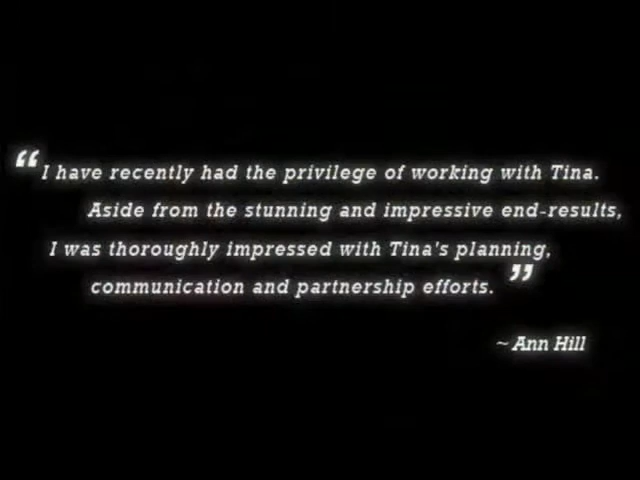 “I have recently had the privilege of working with Tina.
Aside from the stunning and impressive end-results,
I was thoroughly impressed with Tina's planning,
communication and partnership efforts. ”
~ Ann Hill